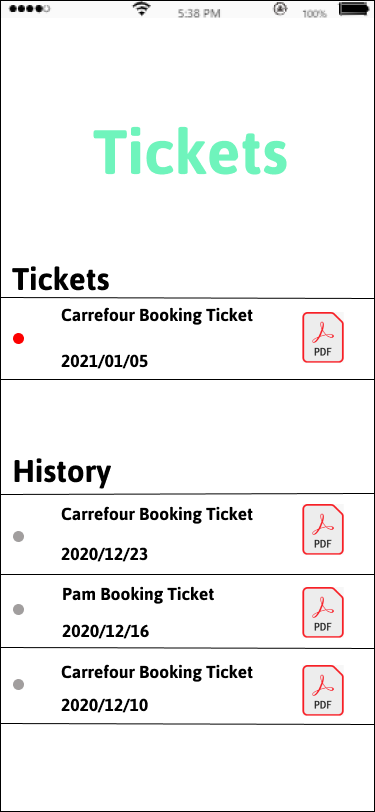 5:38 PM 100%
Tickets
Tickets
Carrefour Booking Ticket
2021/01/05
PDF
History
Carrefour Booking Ticket
2020/12/23
PDF
Pam Booking Ticket
2020/12/16
PDF
Carrefour Booking Ticket
2020/12/10
PDF